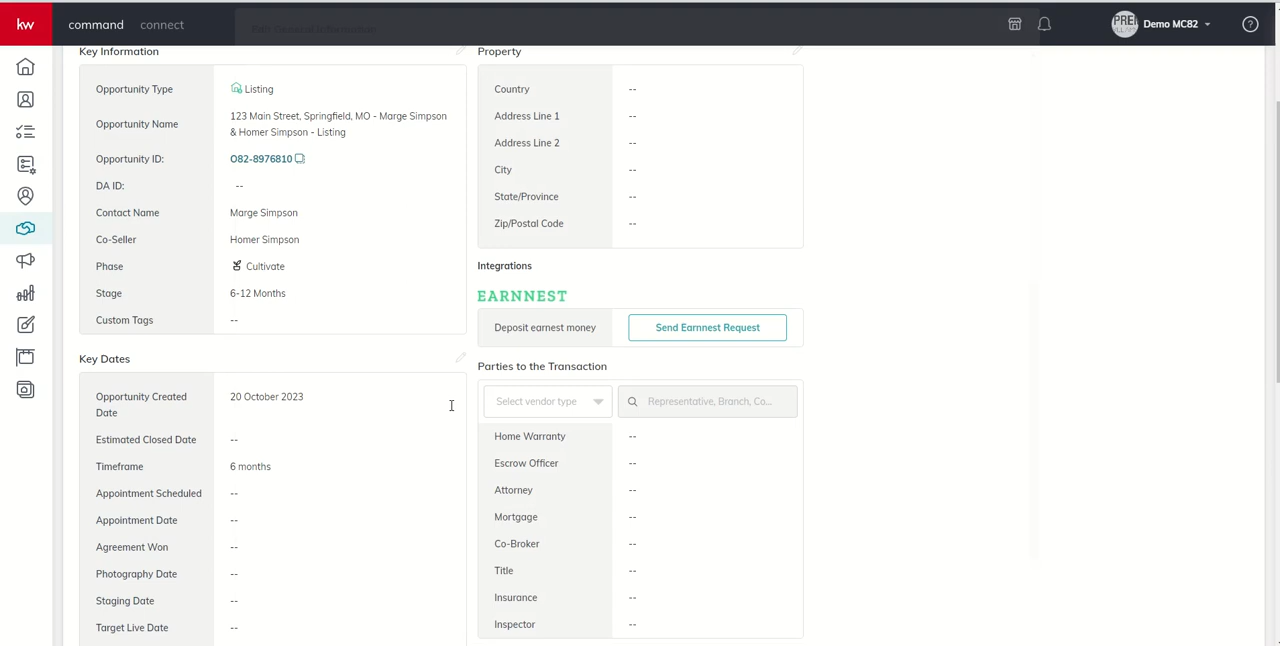 kw command connect Demo MC82
Key Information
Opportunity Type Listing
Opportunity Name 123 Main Street, Springfield, MO - Marge Simpson
& Homer Simpson - Listing
Opportunity ID: O82-8976810
DA ID: --
Contact Name Marge Simpson
Co-Seller Homer Simpson
Phase Cultivate
Stage 6-12 Months
Custom Tags --
Key Dates
Opportunity Created
Date 20 October 2023
Estimated Closed Date --
Timeframe 6 months
Appointment Scheduled --
Appointment Date --
Agreement Won --
Photography Date --
Staging Date --
Target Live Date --
Property
Country --
Address Line 1 --
Address Line 2 --
City --
State/Province --
Zip/Postal Code --
Integrations
EARNNEST
Deposit earnest money Send Earnnest Request
Parties to the Transaction
Select vendor type Representative, Branch, Co...
Home Warranty --
Escrow Officer --
Attorney --
Mortgage --
Co-Broker --
Title --
Insurance --
Inspector --